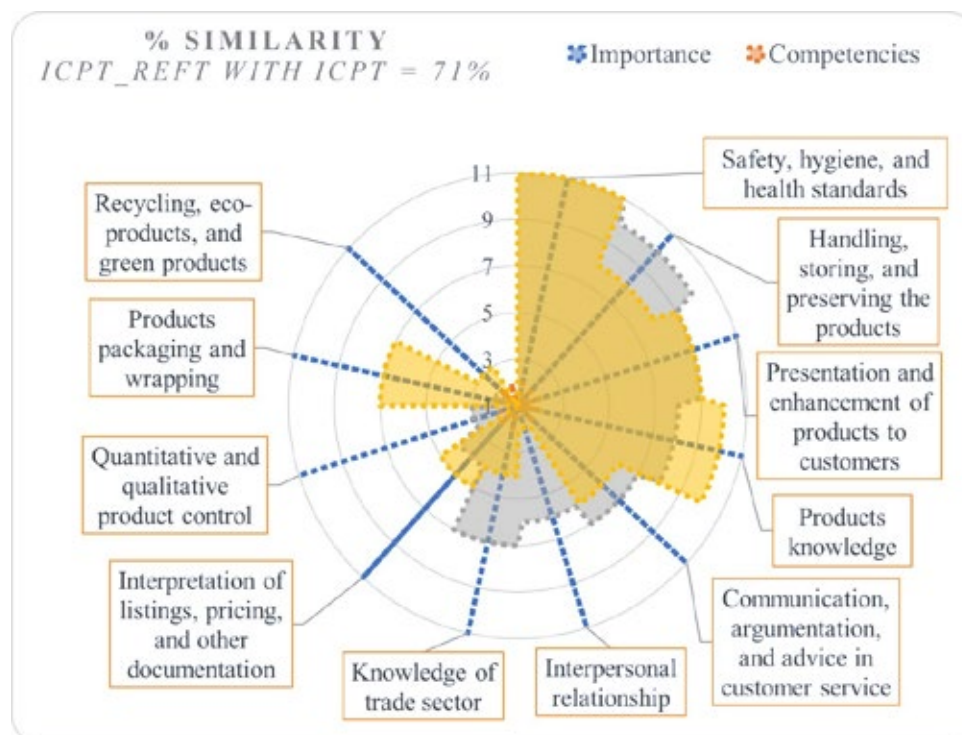 % SIMILARITY
ICPT_REFT WITH ICPT = 71%
Importance
Competencies
11
9
7
5
3
1
Safety, hygiene, and
health standards
Handling,
storing, and
preserving the
products
Presentation and
enhancement of
products to
customers
Products
knowledge
Communication,
argumentation,
and advice in
customer service
Interpersonal
relationship
Knowledge of
trade sector
Interpretation of
listings, pricing,
and other
documentation
Quantitative and
qualitative
product control
Products
packaging and
wrapping
Recycling, eco-
products, and
green products